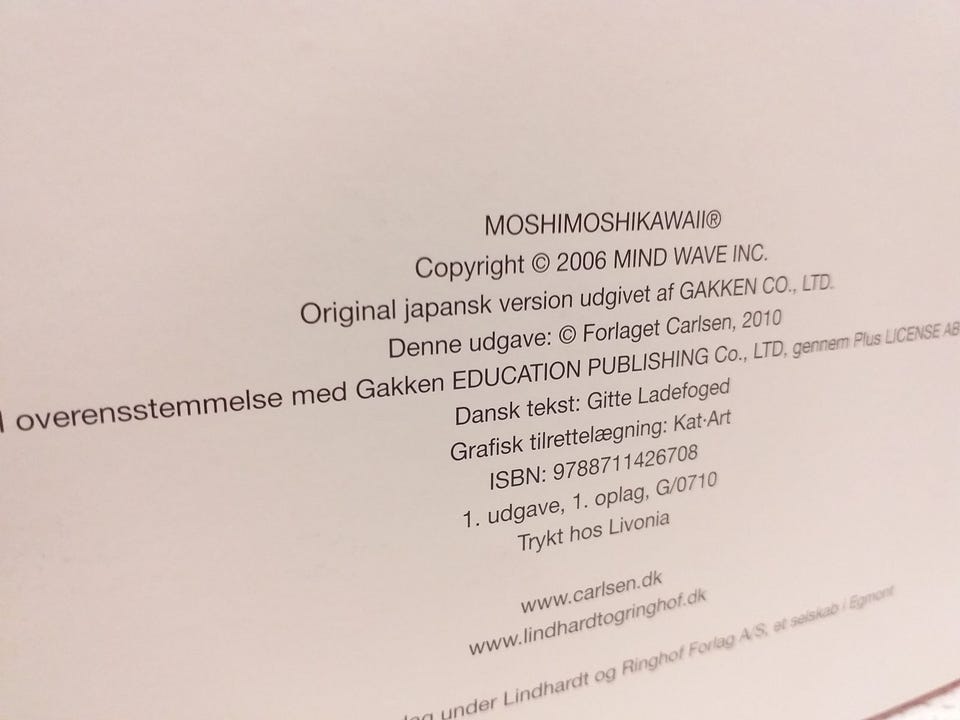 MOSHIMOSHIKAWAII®
Copyright © 2006 MIND WAVE INC.
Original japansk version udgivet af GAKKEN CO., LTD.
Denne udgave: © Forlaget Carlsen, 2010
I overensstemmelse med Gakken EDUCATION PUBLISHING Co., LTD, gennem Plus LICENSE AB
Dansk tekst: Gitte Ladefoged
Grafisk tilrettelægning: Kat·Art
ISBN: 9788711426708
1. udgave, 1. oplag, G/0710
Trykt hos Livonia
www.carlsen.dk
www.lindhardtogringhof.dk
under Lindhardt og Ringhof Forlag A/S, et selskab i Egmont